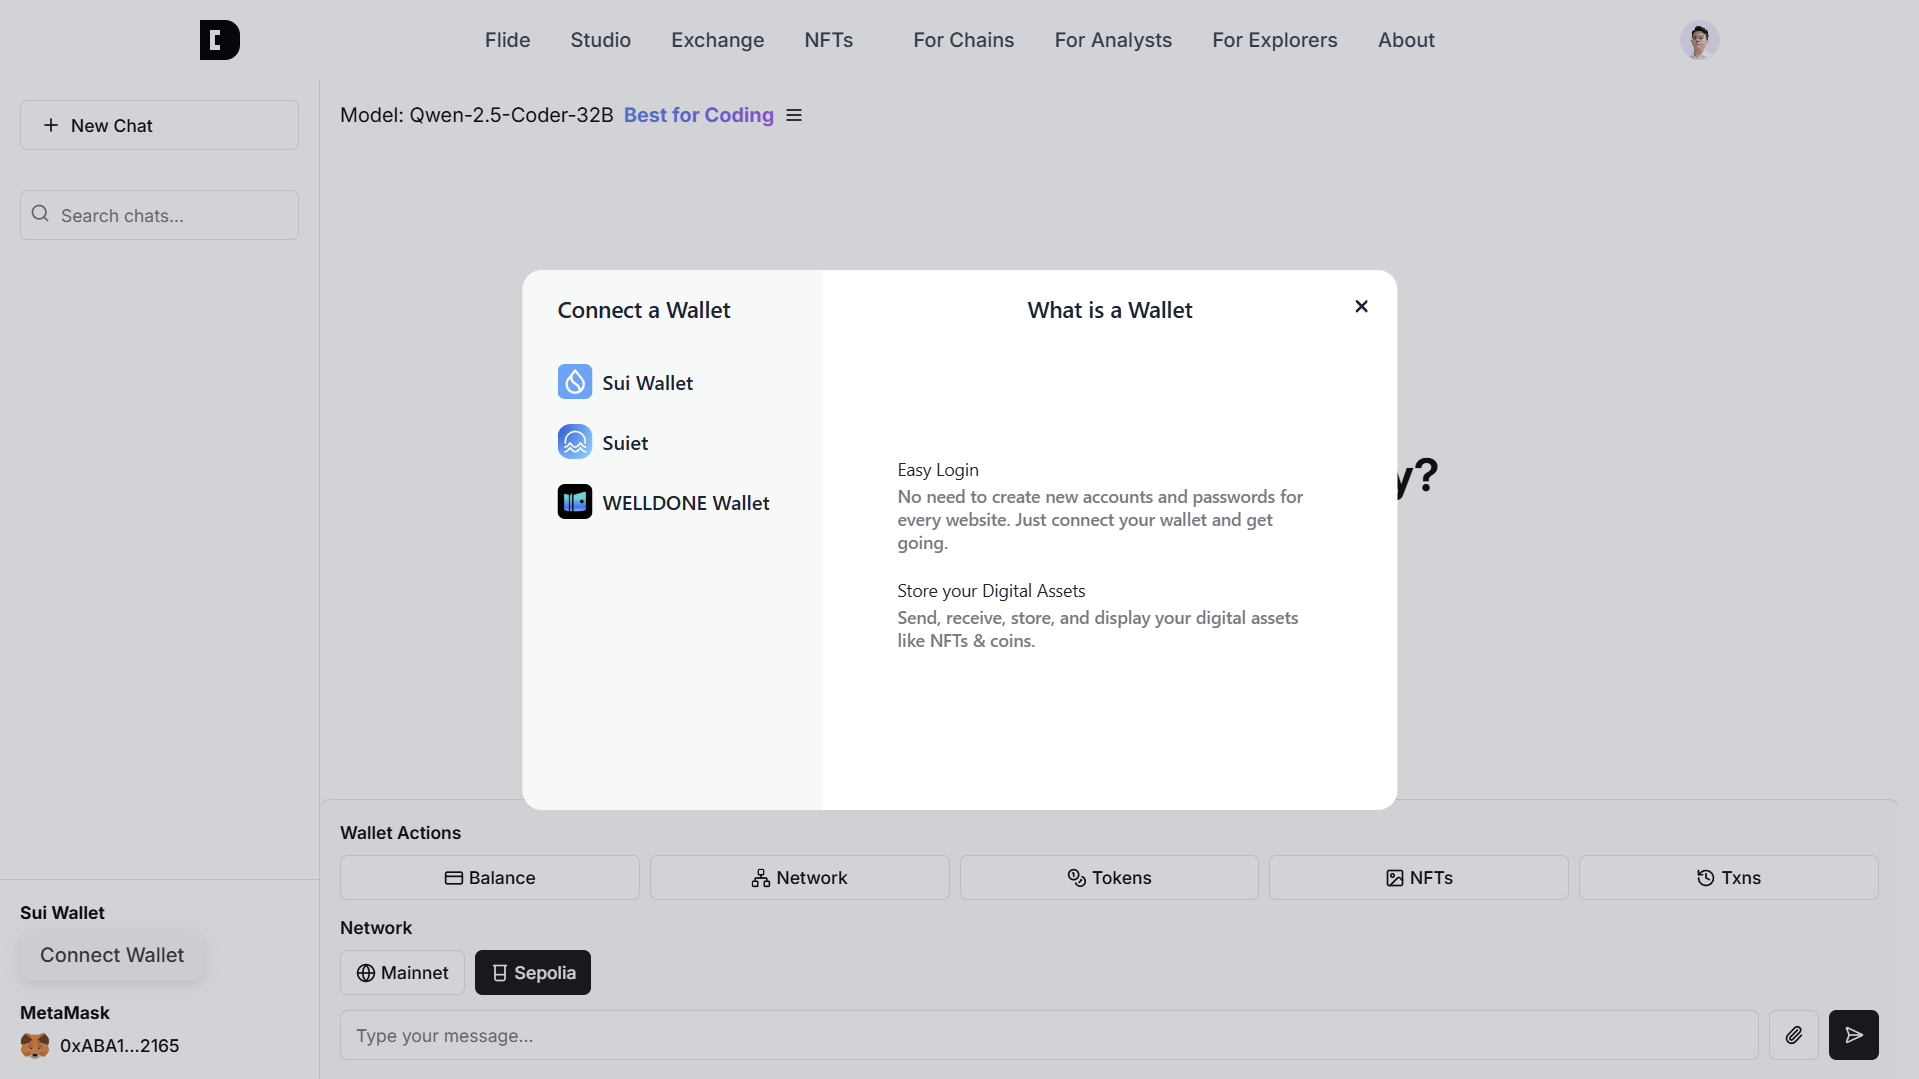 Flide Studio Exchange NFTs For Chains For Analysts For Explorers About
New Chat
Search chats...
Model: Qwen-2.5-Coder-32B Best for Coding
Connect a Wallet
Sui Wallet
Suiet
WELLDONE Wallet
What is a Wallet
Easy Login
No need to create new accounts and passwords for
every website. Just connect your wallet and get
going.
Store your Digital Assets
Send, receive, store, and display your digital assets
like NFTs & coins.
y?
Wallet Actions
Balance Network Tokens NFTs Txns
Network
Mainnet Sepolia
Type your message...
Sui Wallet
Connect Wallet
MetaMask
0xABA1...2165